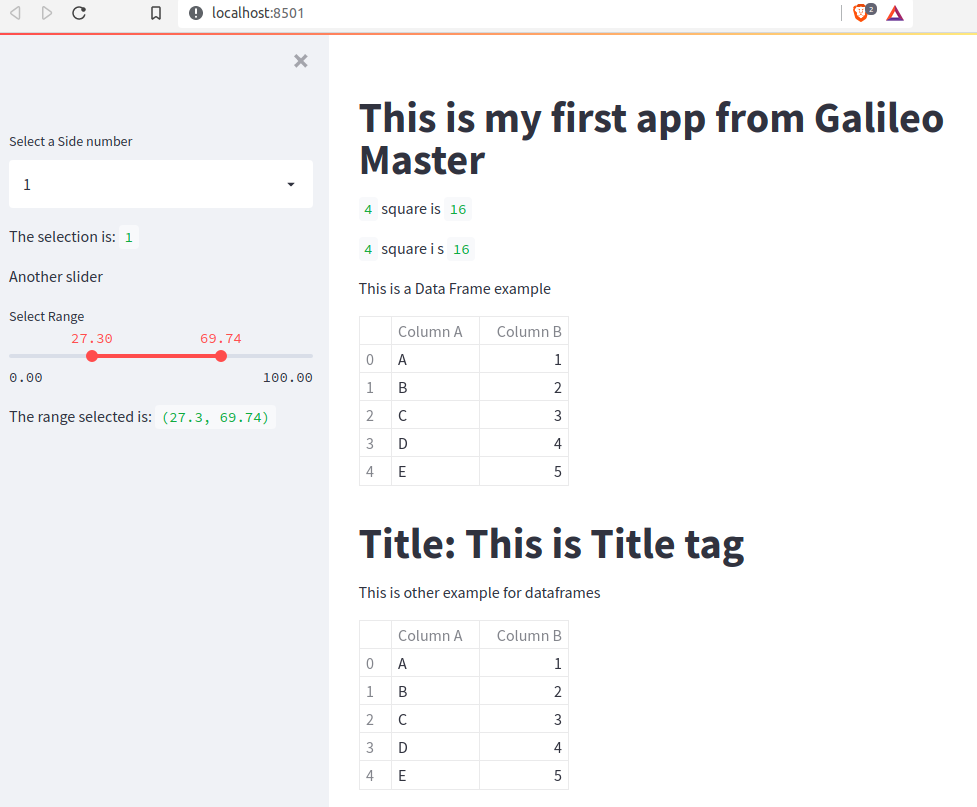 localhost:8501
2
Select a Side number
1
The selection is: 1
Another slider
Select Range
27.30 69.74
0.00 100.00
The range selected is: (27.3, 69.74)
This is my first app from Galileo
Master
4 square is 16
4 square i s 16
This is a Data Frame example
Column A Column B
0 A 1
1 B 2
2 C 3
3 D 4
4 E 5
Title: This is Title tag
This is other example for dataframes
Column A Column B
0 A 1
1 B 2
2 C 3
3 D 4
4 E 5